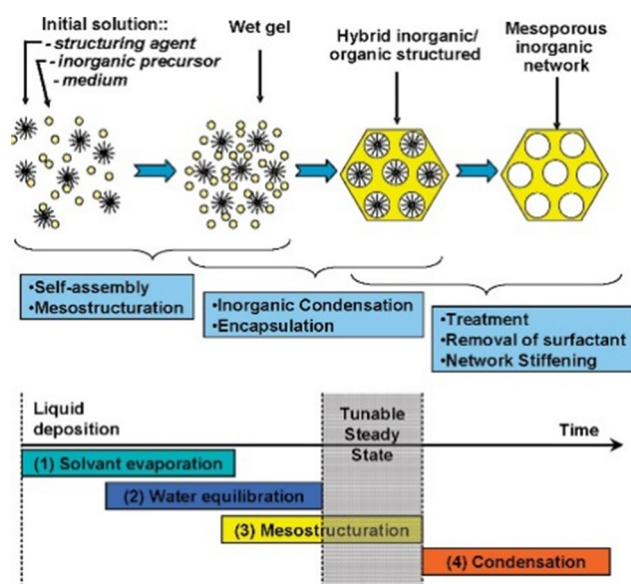 Initial solution::
- structuring agent
- inorganic precursor
- medium
Wet gel
Hybrid inorganic/
organic structured
Mesoporous
inorganic
network
•Self-assembly
•Mesostructuration
•Inorganic Condensation
•Encapsulation
•Treatment
•Removal of surfactant
•Network Stiffening
Liquid
deposition
Tunable
Steady
State
Time
(1) Solvant evaporation
(2) Water equilibration
(3) Mesostructuration
(4) Condensation